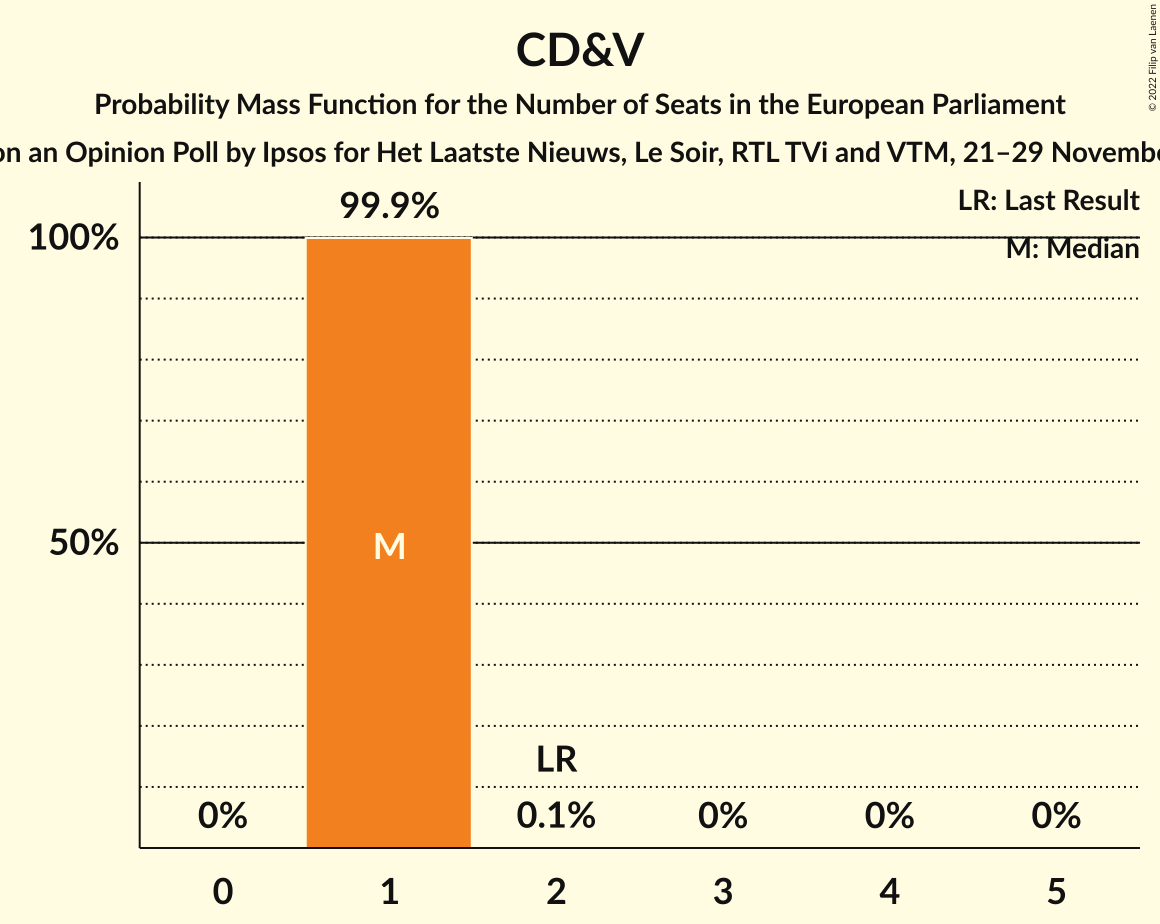 CD&V
Probability Mass Function for the Number of Seats in the European Parliament
on an Opinion Poll by Ipsos for Het Laatste Nieuws, Le Soir, RTL TVi and VTM, 21–29 Novembe
© 2022 Filip van Laenen
LR: Last Result
M: Median
99.9%
100%
50%
M
LR
0%
0.1%
0%
0%
0%
0
1
2
3
4
5